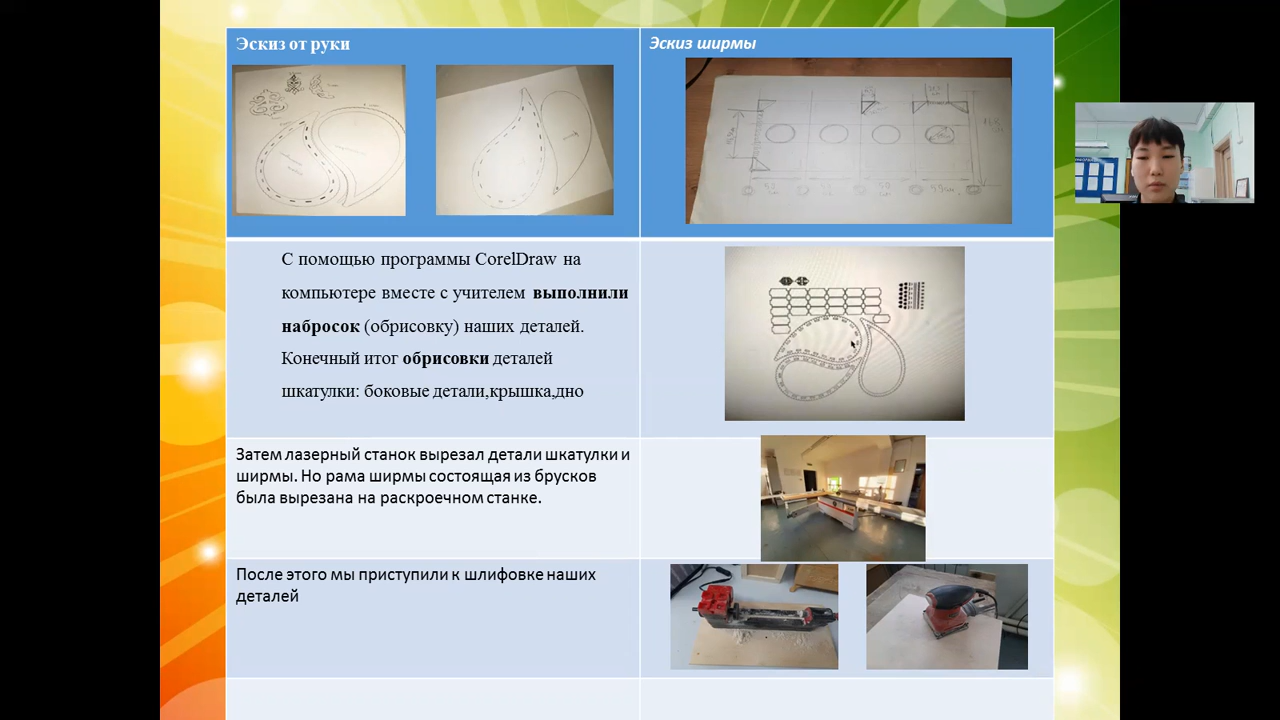 Эскиз от руки
Эскиз ширмы
С помощью программы CorelDraw на
компьютере вместе с учителем выполнили
набросок (обрисовку) наших деталей.
Конечный итог обрисовки деталей
шкатулки: боковые детали,крышка,дно
Затем лазерный станок вырезал детали шкатулки и
ширмы. Но рама ширмы состоящая из брусков
была вырезана на раскроечном станке.
После этого мы приступили к шлифовке наших
деталей